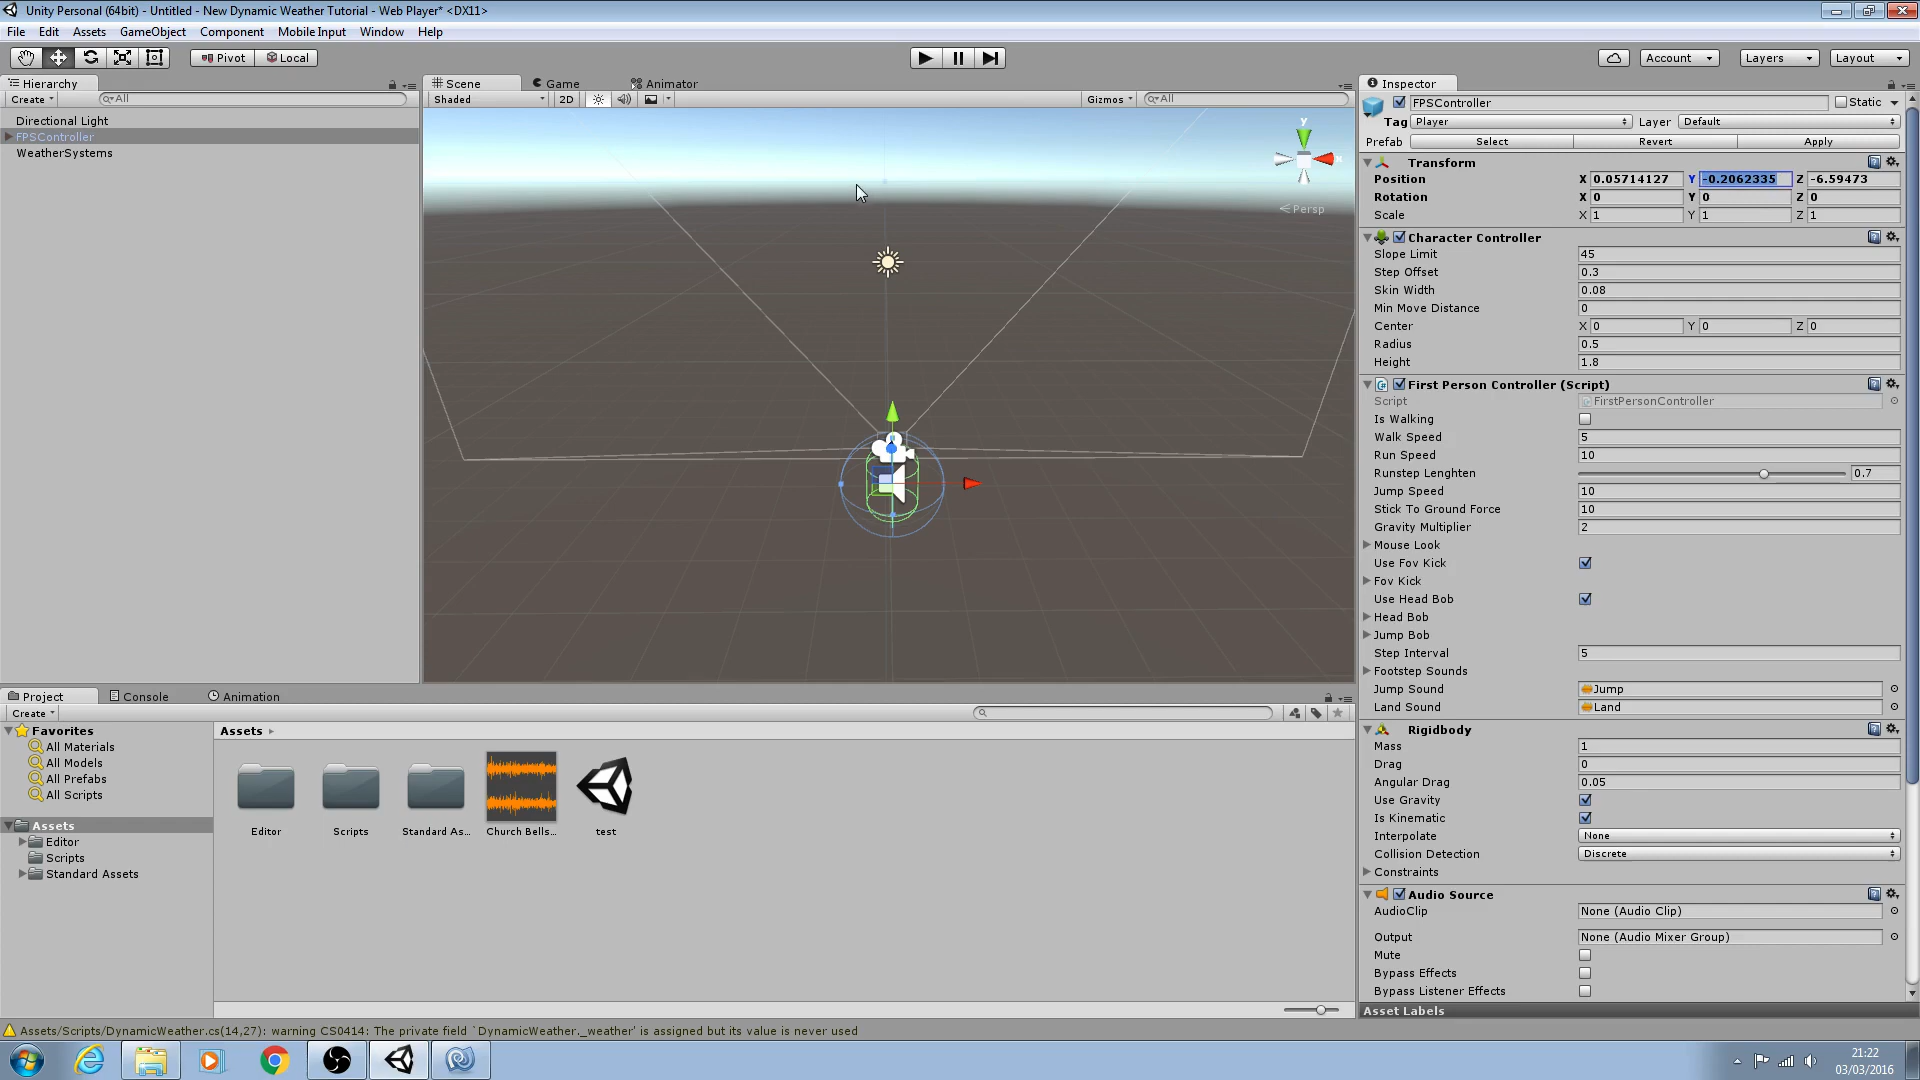 Unity Personal (64bit) - Untitled - New Dynamic Weather Tutorial - Web Player* <DX11>
File Edit Assets GameObject Component Mobile Input Window Help
Pivot Local Account Layers Layout
Hierarchy
Create All
Directional Light
FPSController
WeatherSystems
Scene Game Animator
Shaded 2D Gizmos All
y
Persp
Inspector
FPSController Static
Tag Player Layer Default
Prefab Select Revert Apply
Transform
Position X 0.05714127 Y -0.2062335 Z -6.59473
Rotation X 0 Y 0 Z 0
Scale X 1 Y 1 Z 1
Character Controller
Slope Limit 45
Step Offset 0.3
Skin Width 0.08
Min Move Distance 0
Center X 0 Y 0 Z 0
Radius 0.5
Height 1.8
First Person Controller (Script)
Script FirstPersonController
Is Walking
Walk Speed 5
Run Speed 10
Runstep Lenghten 0.7
Jump Speed 10
Stick To Ground Force 10
Gravity Multiplier 2
Mouse Look
Use Fov Kick
Fov Kick
Use Head Bob
Head Bob
Jump Bob
Step Interval 5
Footstep Sounds
Jump Sound Jump
Land Sound Land
Rigidbody
Mass 1
Drag 0
Angular Drag 0.05
Use Gravity
Is Kinematic
Interpolate None
Collision Detection Discrete
Constraints
Audio Source
AudioClip None (Audio Clip)
Output None (Audio Mixer Group)
Mute
Bypass Effects
Bypass Listener Effects
Asset Labels
Project Console Animation
Create
Favorites
All Materials
All Models
All Prefabs
All Scripts
Assets
Editor
Scripts
Standard Assets
Assets
Editor Scripts Standard As... Church Bells... test
Assets/Scripts/DynamicWeather.cs(14,27): warning CS0414: The private field `DynamicWeather._weather' is assigned but its value is never used
21:22
03/03/2016